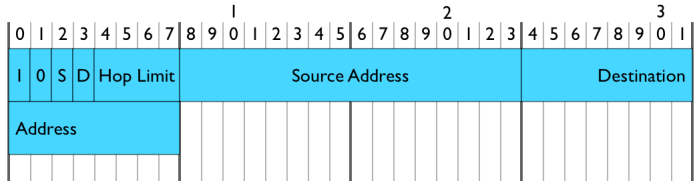 1 2 3
0 1 2 3 4 5 6 7 8 9 0 1 2 3 4 5 6 7 8 9 0 1 2 3 4 5 6 7 8 9 0 1
1 0 S D Hop Limit Source Address Destination
Address